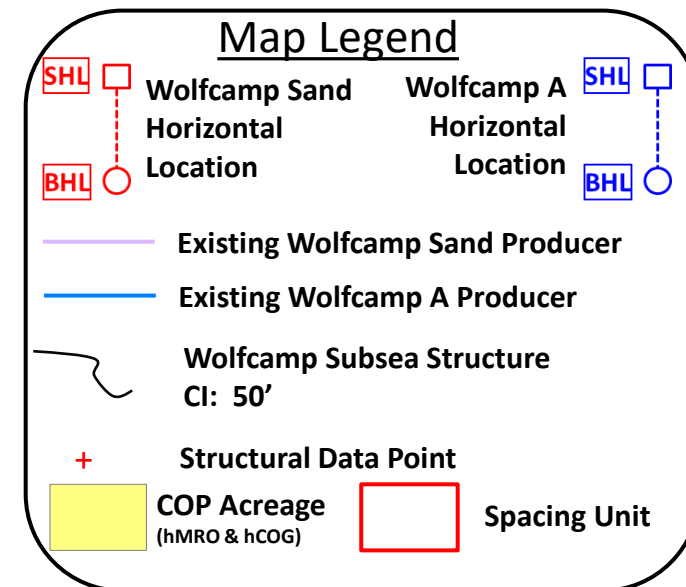 Map Legend
SHL
Wolfcamp Sand
Horizontal
Location
BHL
Wolfcamp A
Horizontal
Location
SHL
BHL
Existing Wolfcamp Sand Producer
Existing Wolfcamp A Producer
Wolfcamp Subsea Structure
CI: 50’
+ Structural Data Point
COP Acreage
(hMRO & hCOG)
Spacing Unit